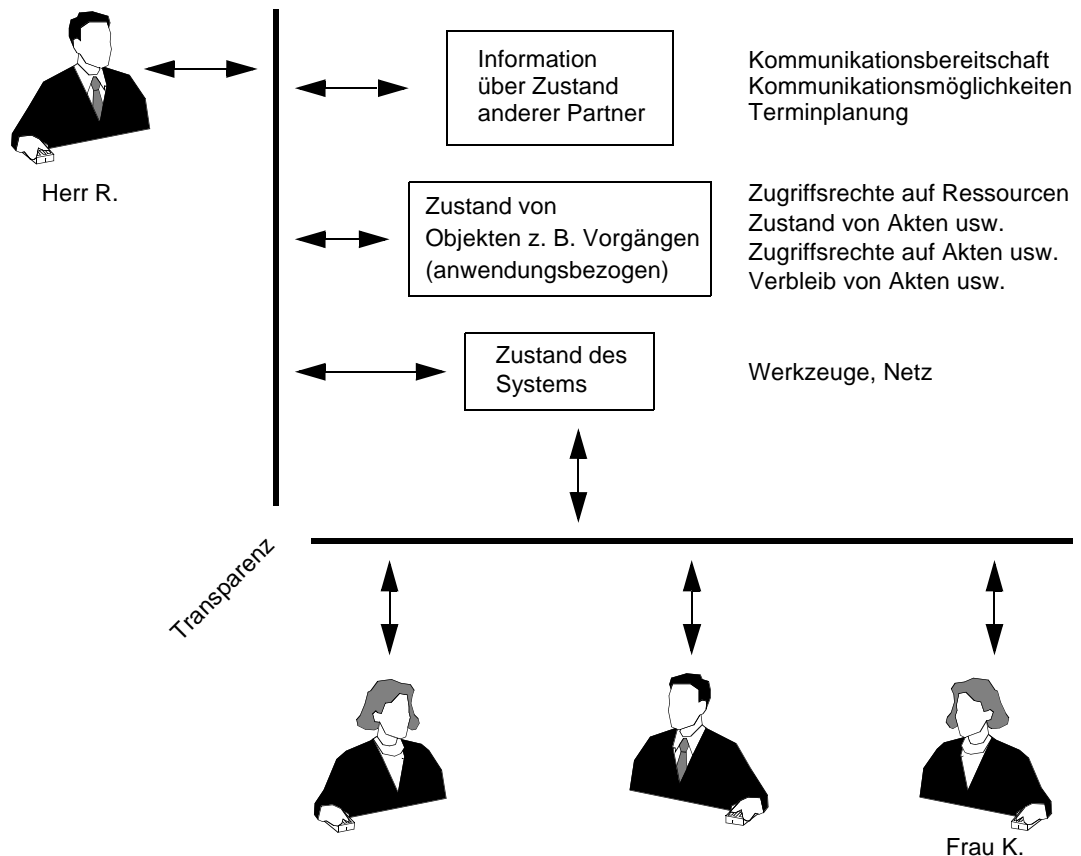 Information
über Zustand
anderer Partner
Kommunikationsbereitschaft
Kommunikationsmöglichkeiten
Terminplanung
Herr R.
Zustand von
Objekten z. B. Vorgängen
(anwendungsbezogen)
Zugriffsrechte auf Ressourcen
Zustand von Akten usw.
Zugriffsrechte auf Akten usw.
Verbleib von Akten usw.
Zustand des
Systems
Werkzeuge, Netz
Transparenz
Frau K.